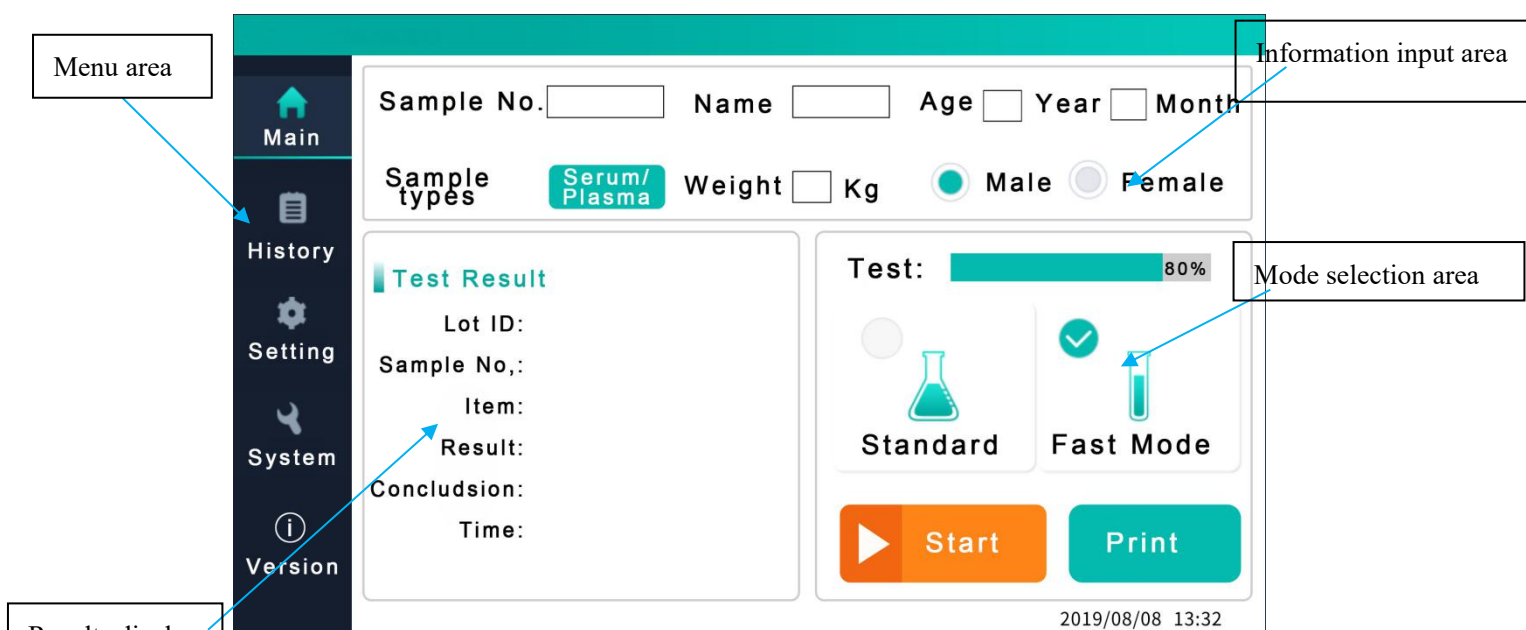 Menu area
Information input area
Main
Sample No.
Name
Age
Year
Month
Sample types
Serum/
Plasma
Weight
Kg
Male
Female
History
Test Result
Lot ID:
Sample No,:
Item:
Result:
Concludsion:
Time:
Test:
80%
Mode selection area
Setting
Standard
Fast Mode
System
Start
Print
Version
2019/08/08 13:32